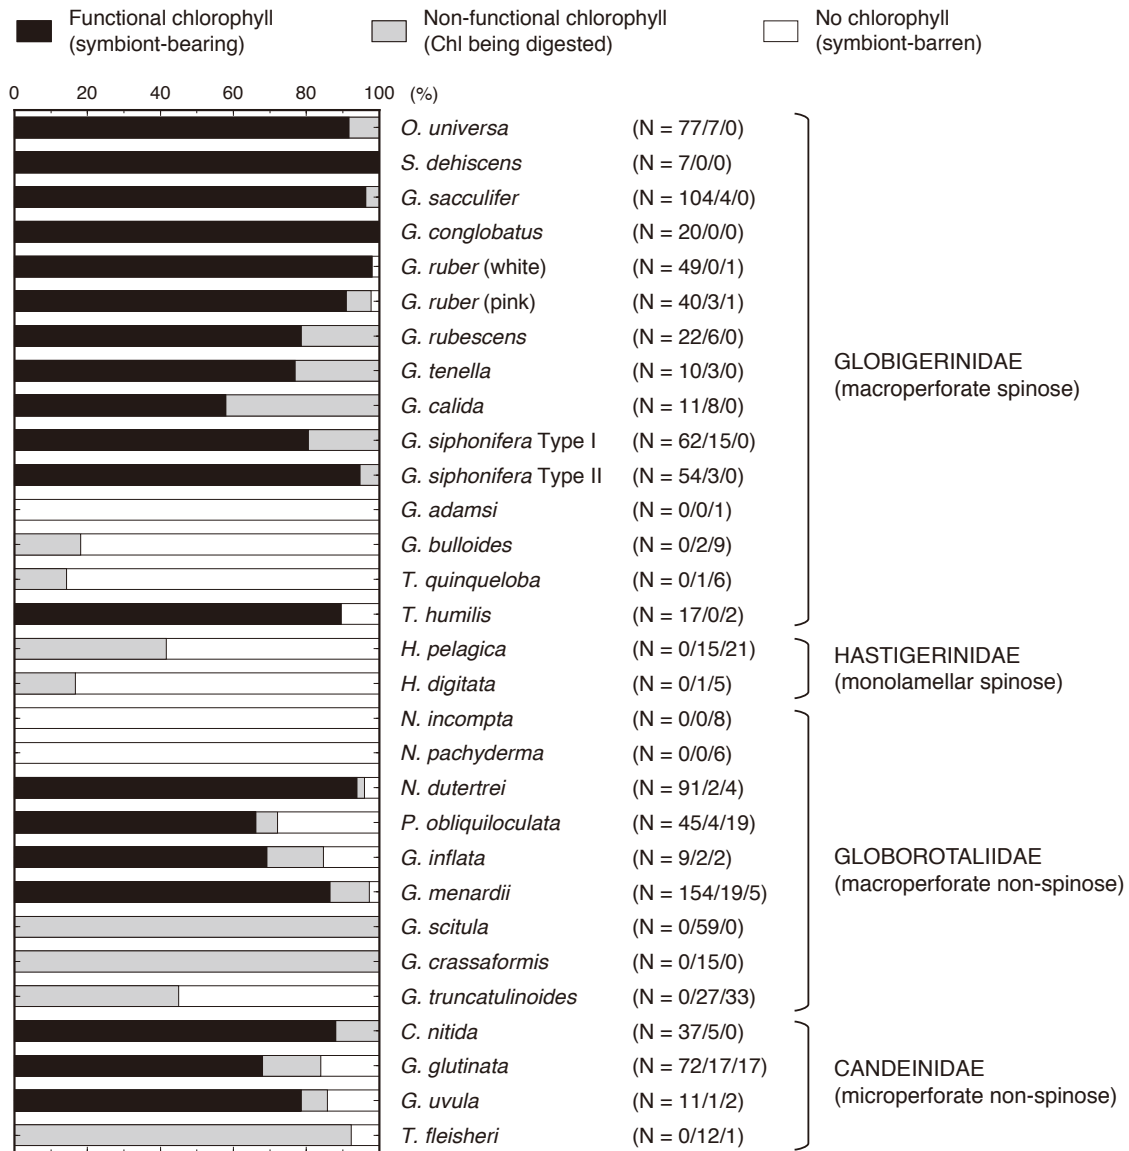 Functional chlorophyll
(symbiont-bearing)
Non-functional chlorophyll
(Chl being digested)
No chlorophyll
(symbiont-barren)
0 20 40 60 80 100 (%)
O. universa (N = 77/7/0)
S. dehiscens (N = 7/0/0)
G. sacculifer (N = 104/4/0)
G. conglobatus (N = 20/0/0)
G. ruber (white) (N = 49/0/1)
G. ruber (pink) (N = 40/3/1)
G. rubescens (N = 22/6/0)
G. tenella (N = 10/3/0)
G. calida (N = 11/8/0)
G. siphonifera Type I (N = 62/15/0)
G. siphonifera Type II (N = 54/3/0)
G. adamsi (N = 0/0/1)
G. bulloides (N = 0/2/9)
T. quinqueloba (N = 0/1/6)
T. humilis (N = 17/0/2)
GLOBIGERINIDAE
(macroperforate spinose)
H. pelagica (N = 0/15/21)
H. digitata (N = 0/1/5)
HASTIGERINIDAE
(monolamellar spinose)
N. incompta (N = 0/0/8)
N. pachyderma (N = 0/0/6)
N. dutertrei (N = 91/2/4)
P. obliquiloculata (N = 45/4/19)
G. inflata (N = 9/2/2)
G. menardii (N = 154/19/5)
G. scitula (N = 0/59/0)
G. crassaformis (N = 0/15/0)
G. truncatulinoides (N = 0/27/33)
GLOBOROTALIIDAE
(macroperforate non-spinose)
C. nitida (N = 37/5/0)
G. glutinata (N = 72/17/17)
G. uvula (N = 11/1/2)
T. fleisheri (N = 0/12/1)
CANDEINIDAE
(microperforate non-spinose)